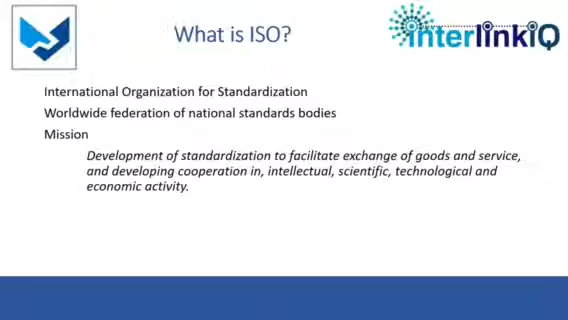 What is ISO?
interlinkIQ
International Organization for Standardization
Worldwide federation of national standards bodies
Mission
Development of standardization to facilitate exchange of goods and service,
and developing cooperation in, intellectual, scientific, technological and
economic activity.